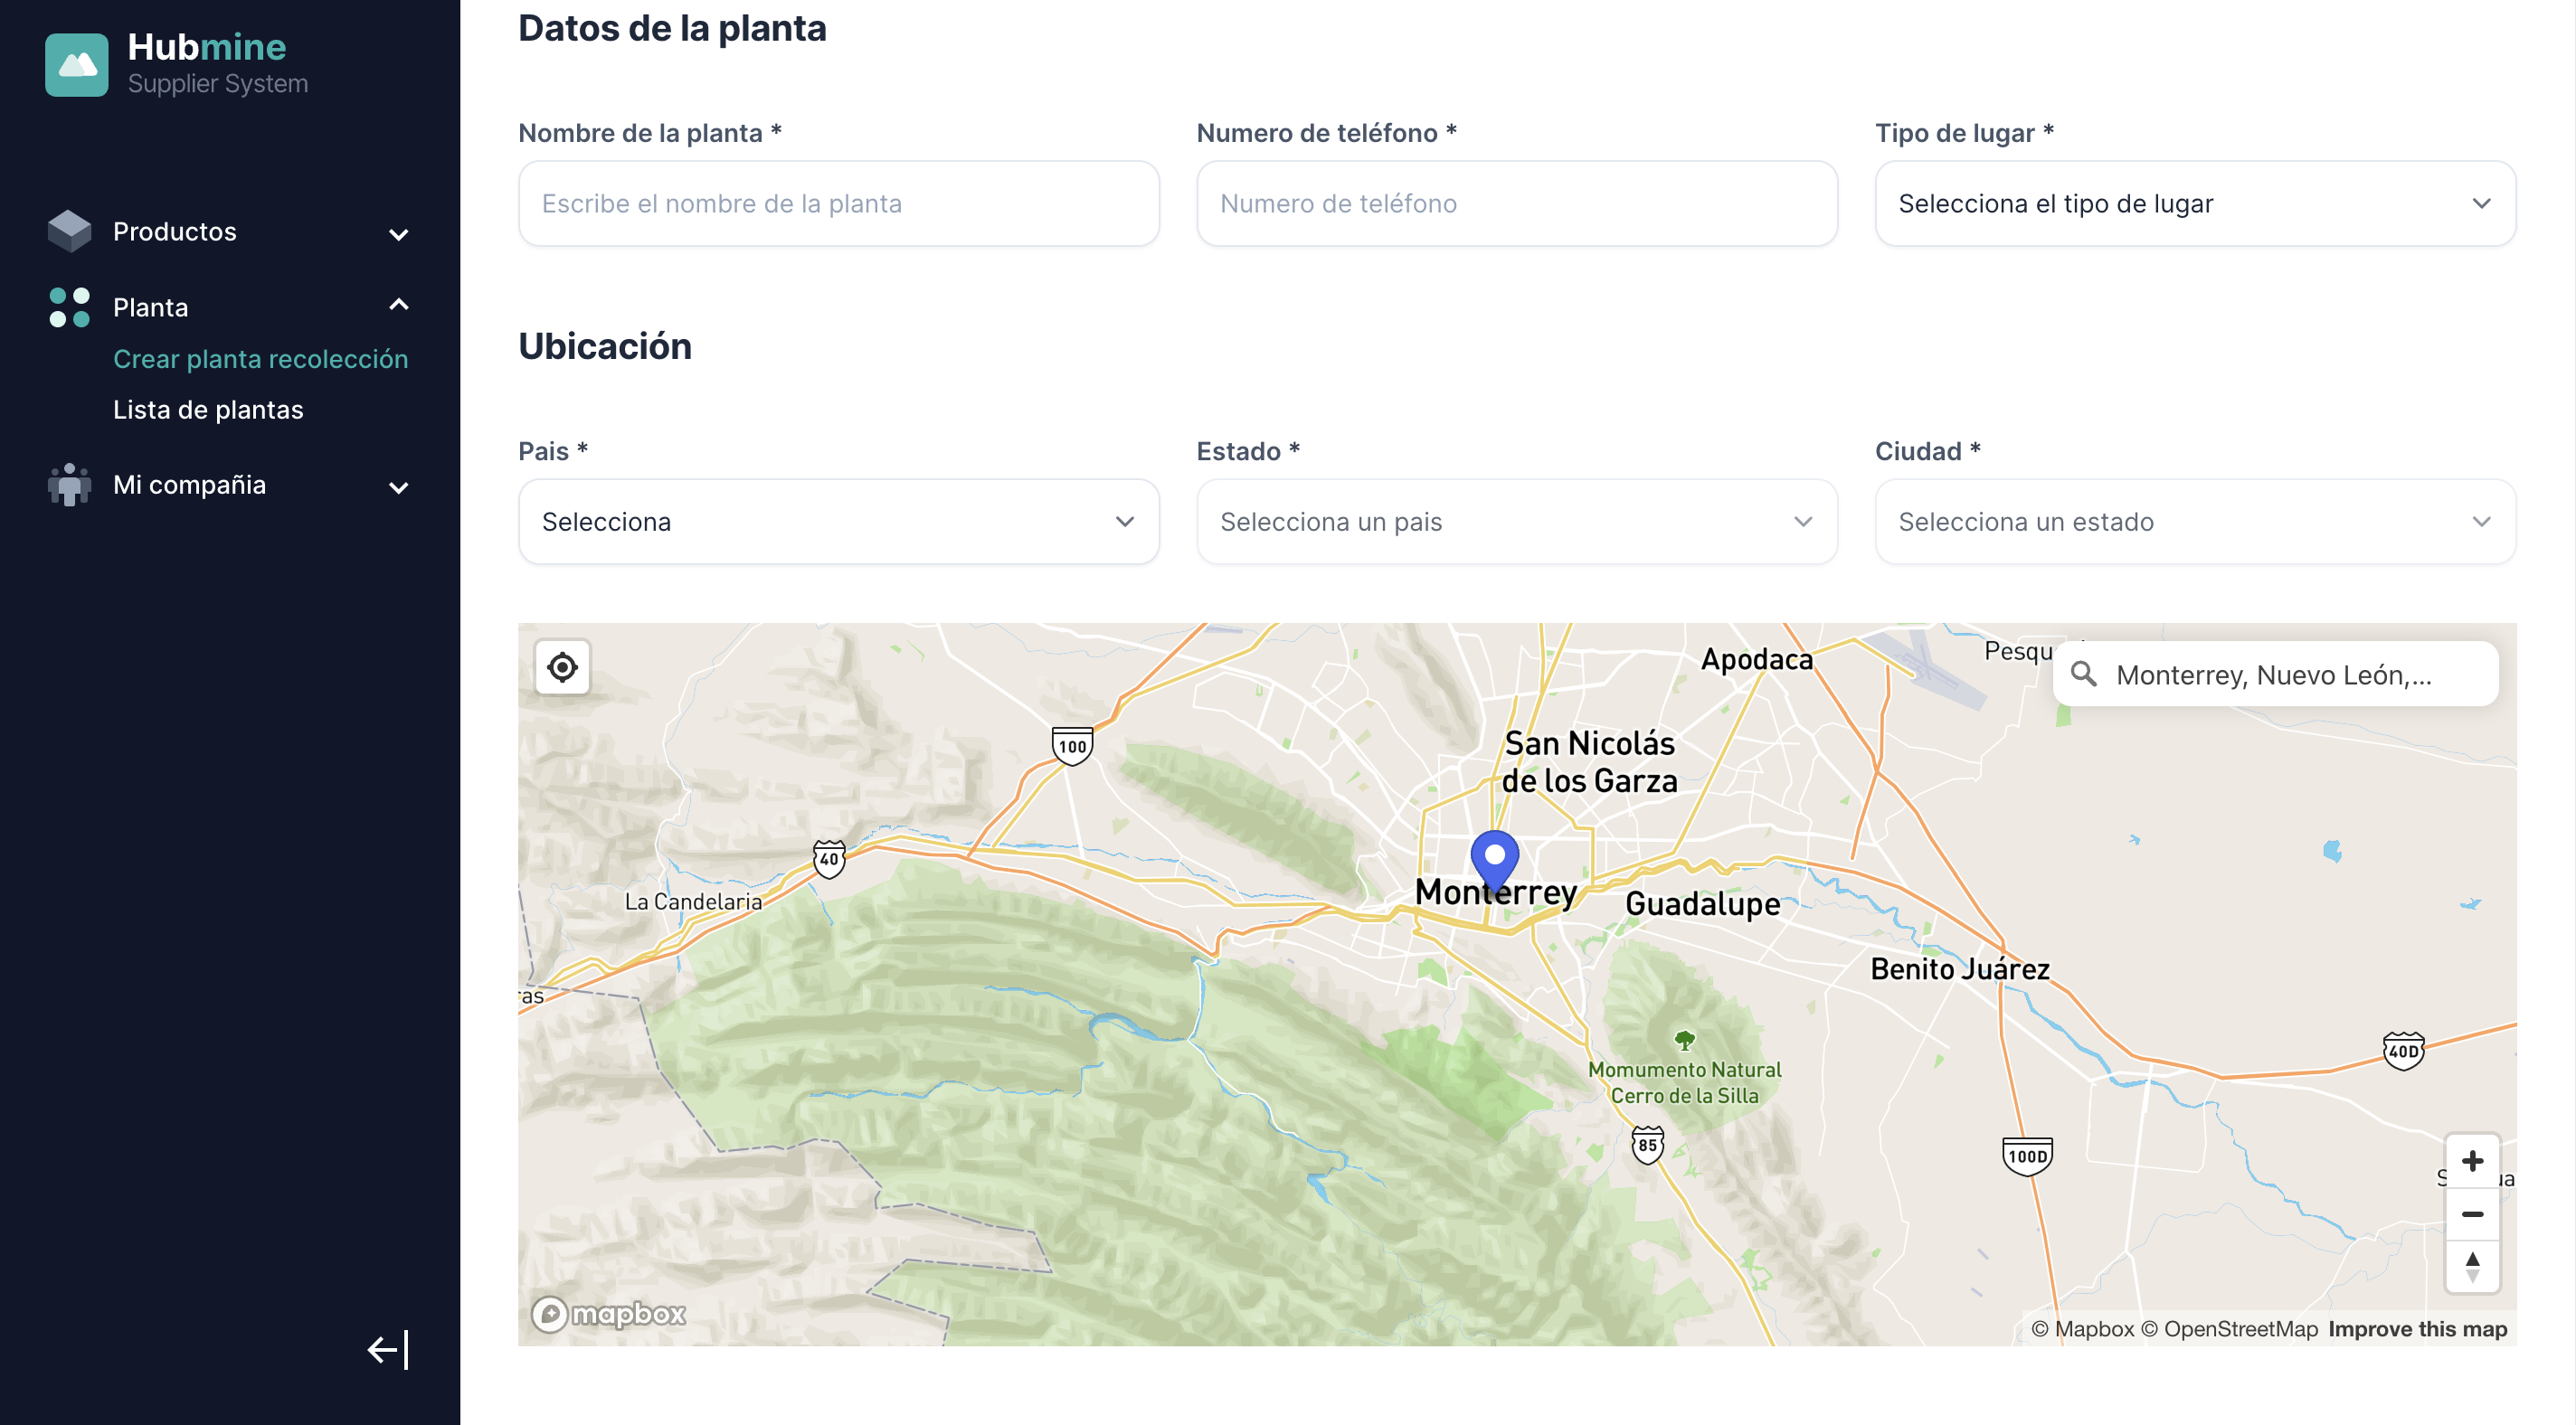 Hubmine
Supplier System
Productos
Planta
Crear planta recolección
Lista de plantas
Mi compañia
Datos de la planta
Nombre de la planta *
Numero de teléfono *
Tipo de lugar *
Escribe el nombre de la planta
Numero de teléfono
Selecciona el tipo de lugar
Ubicación
Pais *
Estado *
Ciudad *
Selecciona
Selecciona un pais
Selecciona un estado
Monterrey, Nuevo León,...
Apodaca
100
San Nicolás
de los Garza
40
La Candelaria
Monterrey
Guadalupe
Benito Juárez
40D
Momumento Natural
Cerro de la Silla
85
100D
mapbox
© Mapbox © OpenStreetMap Improve this map